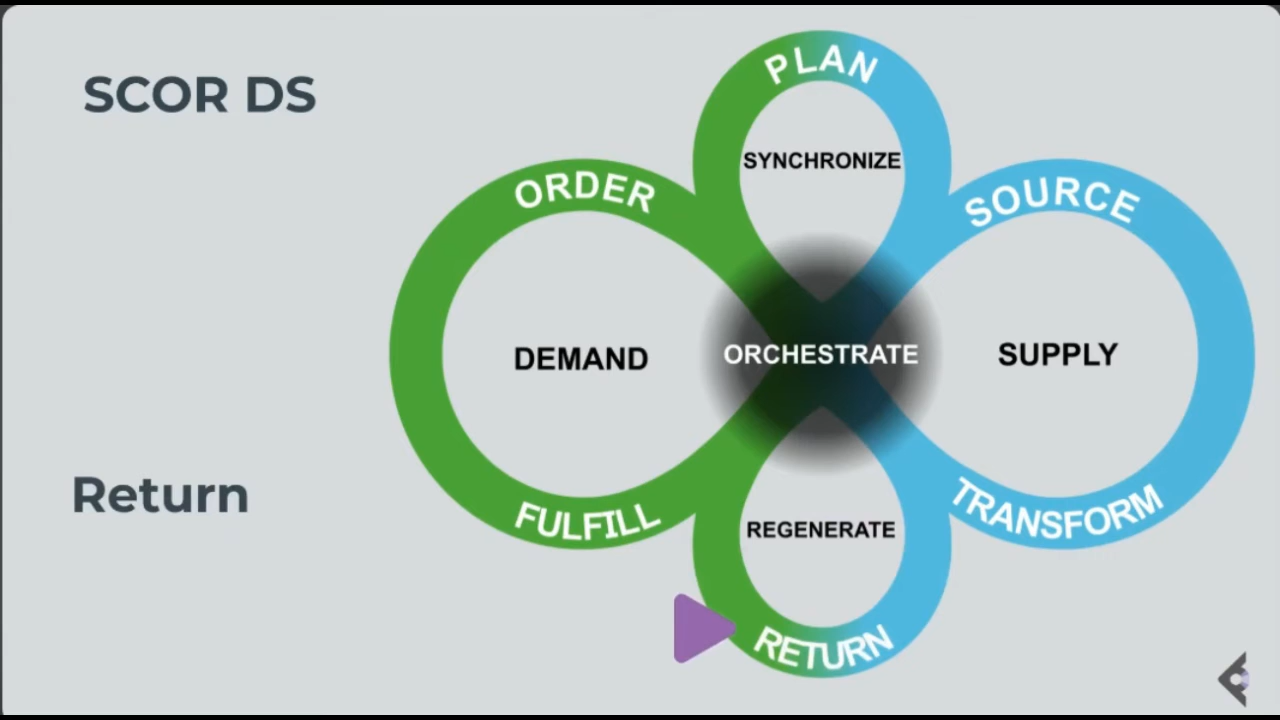 SCOR DS
PLAN
SYNCHRONIZE
ORDER
SOURCE
DEMAND
ORCHESTRATE
SUPPLY
Return
FULFILL
TRANSFORM
REGENERATE
RETURN